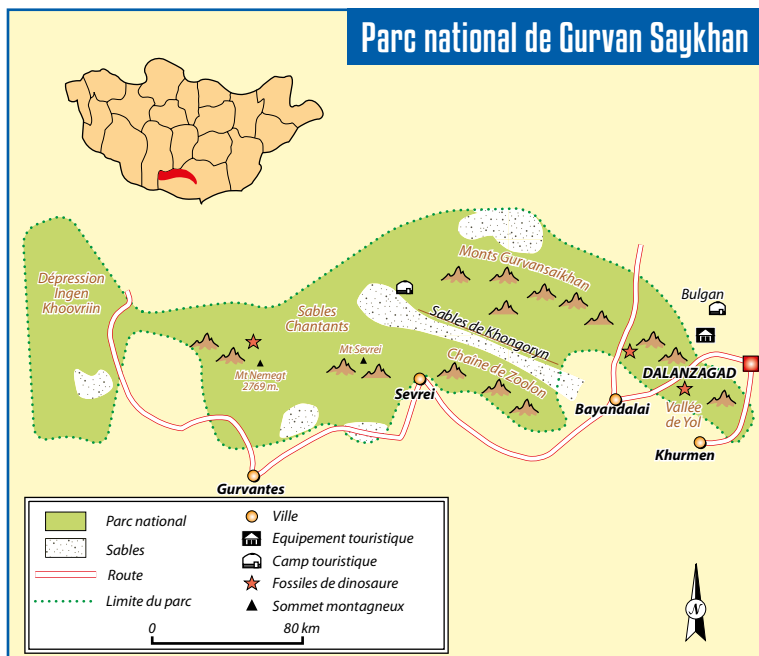 Parc national de Gurvan Saykhan
Dépression
Ingen
Khoovriin
Monts Gurvansaikhan
Bulgan
Sables
Chantants
Sables de Khongoryn
Mt Sevrei
Chaîne de Zoolon
Mt Nemegt
2769 m.
DALANZAGAD
Sevrei
Bayandalai
Vallée
de Yol
Khurmen
Gurvantes
Parc national
Sables
Route
Limite du parc
Ville
Equipement touristique
Camp touristique
Fossiles de dinosaure
Sommet montagneux
0 80 km
N